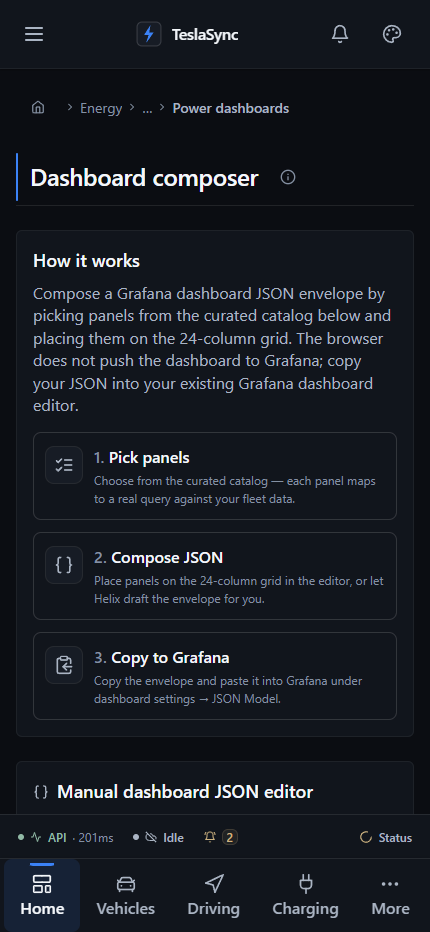 TeslaSync
Energy
...
Power dashboards
Dashboard composer
How it works
Compose a Grafana dashboard JSON envelope by
picking panels from the curated catalog below and
placing them on the 24-column grid. The browser
does not push the dashboard to Grafana; copy
your JSON into your existing Grafana dashboard
editor.
1. Pick panels
Choose from the curated catalog — each panel maps
to a real query against your fleet data.
2. Compose JSON
Place panels on the 24-column grid in the editor, or let
Helix draft the envelope for you.
3. Copy to Grafana
Copy the envelope and paste it into Grafana under
dashboard settings → JSON Model.
Manual dashboard JSON editor
API · 201ms
Idle
2
Status
Home
Vehicles
Driving
Charging
More